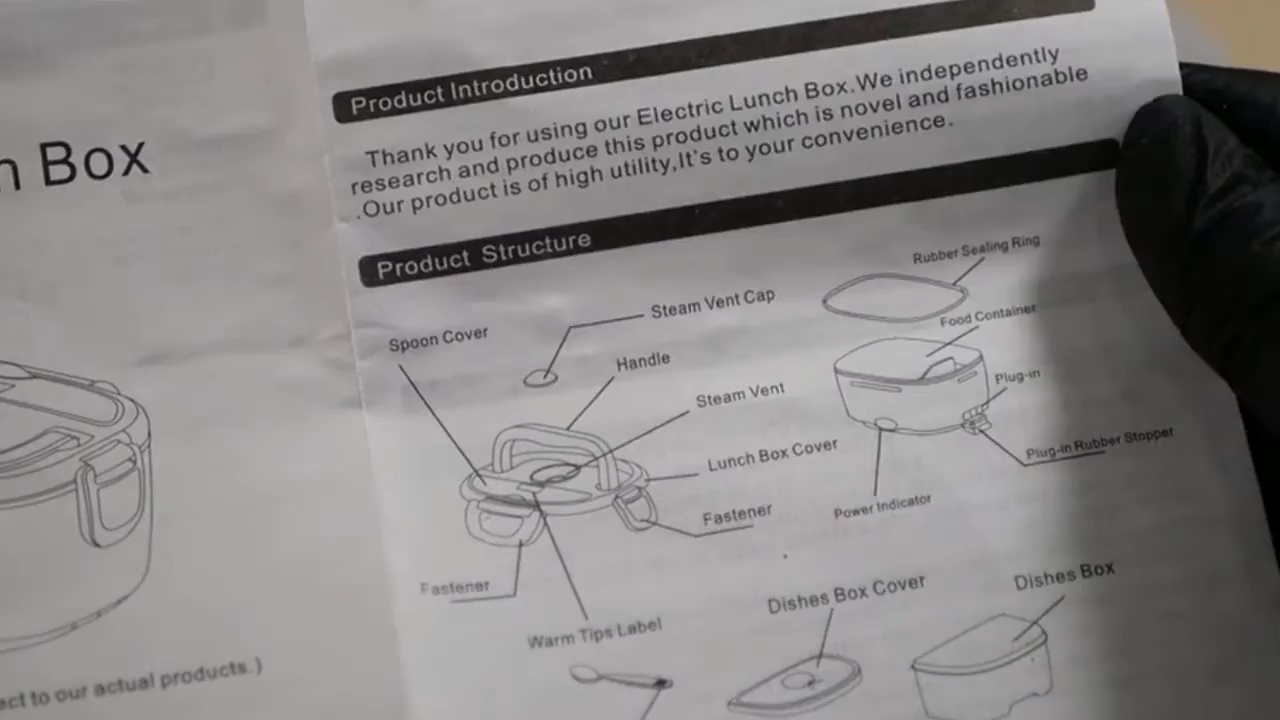 n Box
ect to our actual products.)
Product Introduction
Thank you for using our Electric Lunch Box.We independently
research and produce this product which is novel and fashionable
.Our product is of high utility,It's to your convenience.
Product Structure
Rubber Sealing Ring
Steam Vent Cap
Food Container
Spoon Cover
Handle
Plug-in
Steam Vent
Plug-in Rubber Stopper
Lunch Box Cover
Power Indicator
Fastener
Fastener
Dishes Box
Dishes Box Cover
Warm Tips Label